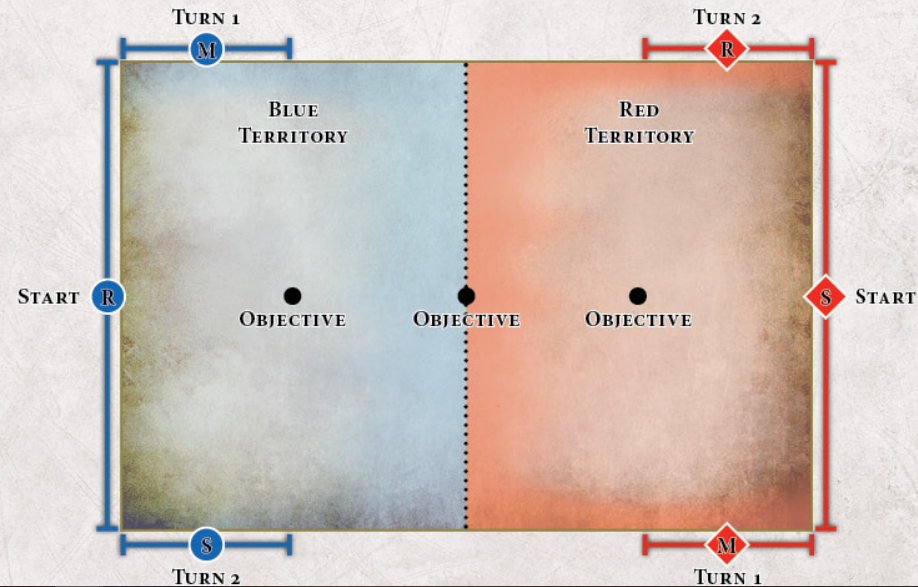 Turn 1
Turn 2
M
R
Blue
Territory
Red
Territory
Start
R
S
Start
Objective
Objective
Objective
S
M
Turn 2
Turn 1